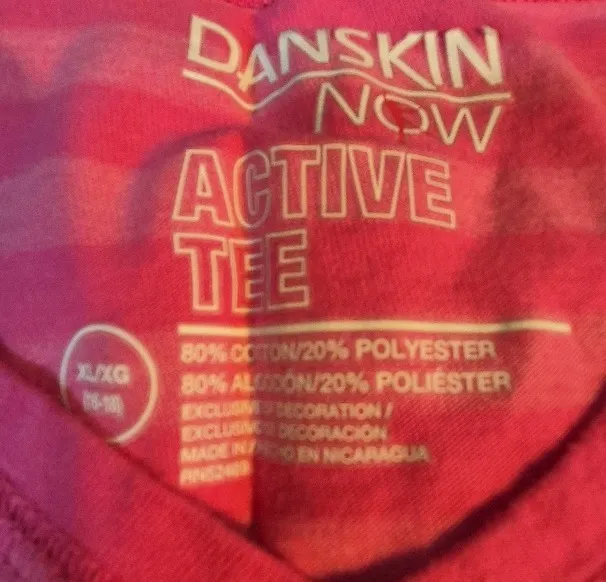 DANSKIN
NOW
ACTIVE
TEE
XL/XG
80% COTTON/20% POLYESTER
80% ALGODÓN/20% POLIÉSTER
EXCLUSIVE OF DECORATION /
EXCLUSIVO DE DECORACIÓN
MADE IN / HECHO EN NICARAGUA